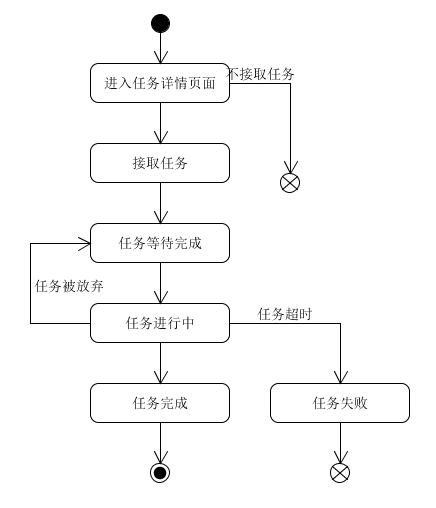 不接取任务
进入任务详情页面
接取任务
任务等待完成
任务被放弃
任务超时
任务进行中
任务完成
任务失败